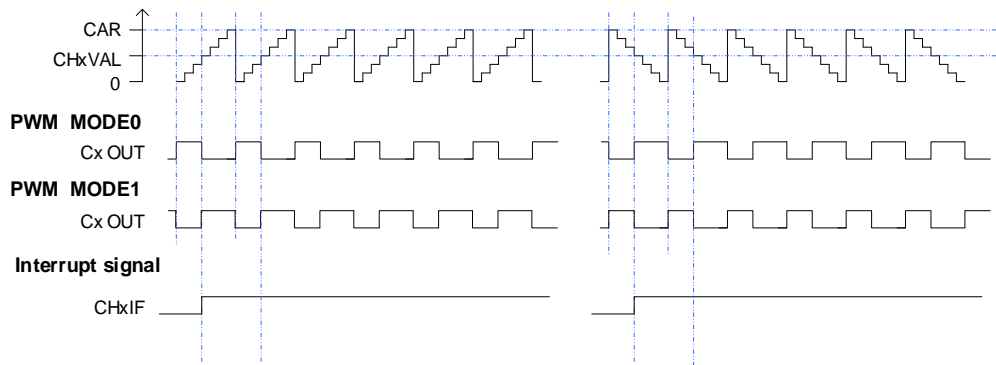 CAR
CHxVAL
0
PWM MODE0
Cx OUT
PWM MODE1
Cx OUT
Interrupt signal
CHxIF